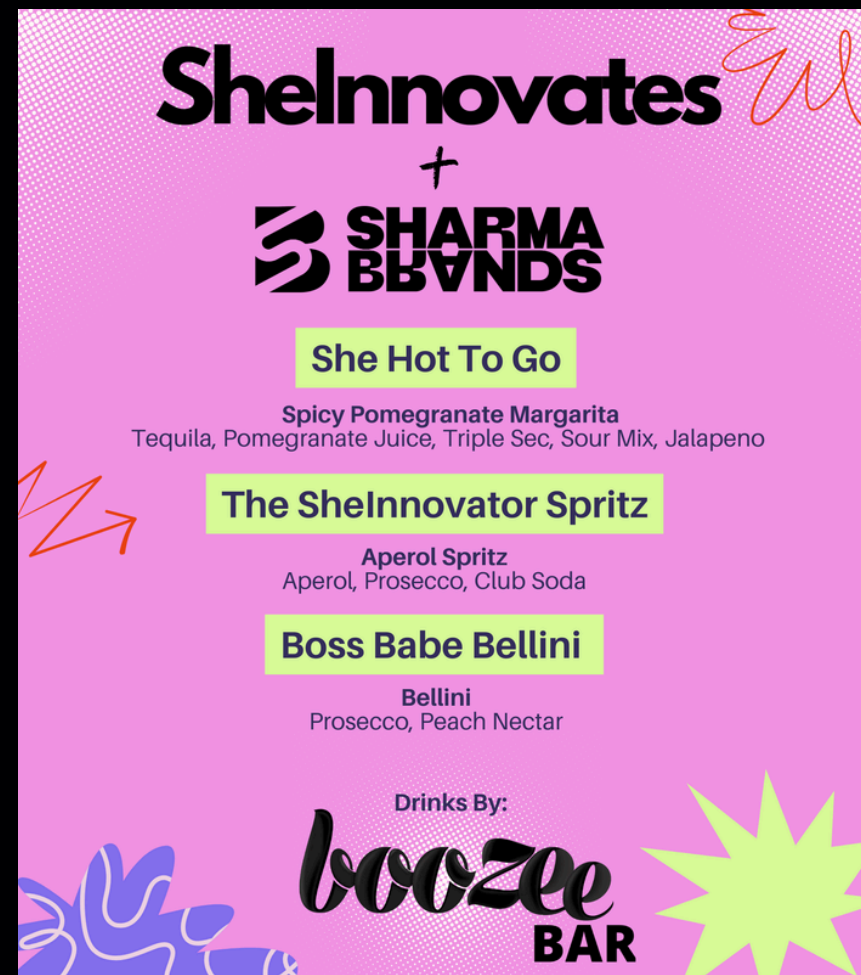 SheInnovates
+
SHARMA
BRANDS
She Hot To Go
Spicy Pomegranate Margarita
Tequila, Pomegranate Juice, Triple Sec, Sour Mix, Jalapeno
The SheInnovator Spritz
Aperol Spritz
Aperol, Prosecco, Club Soda
Boss Babe Bellini
Bellini
Prosecco, Peach Nectar
Drinks By:
boozee
BAR